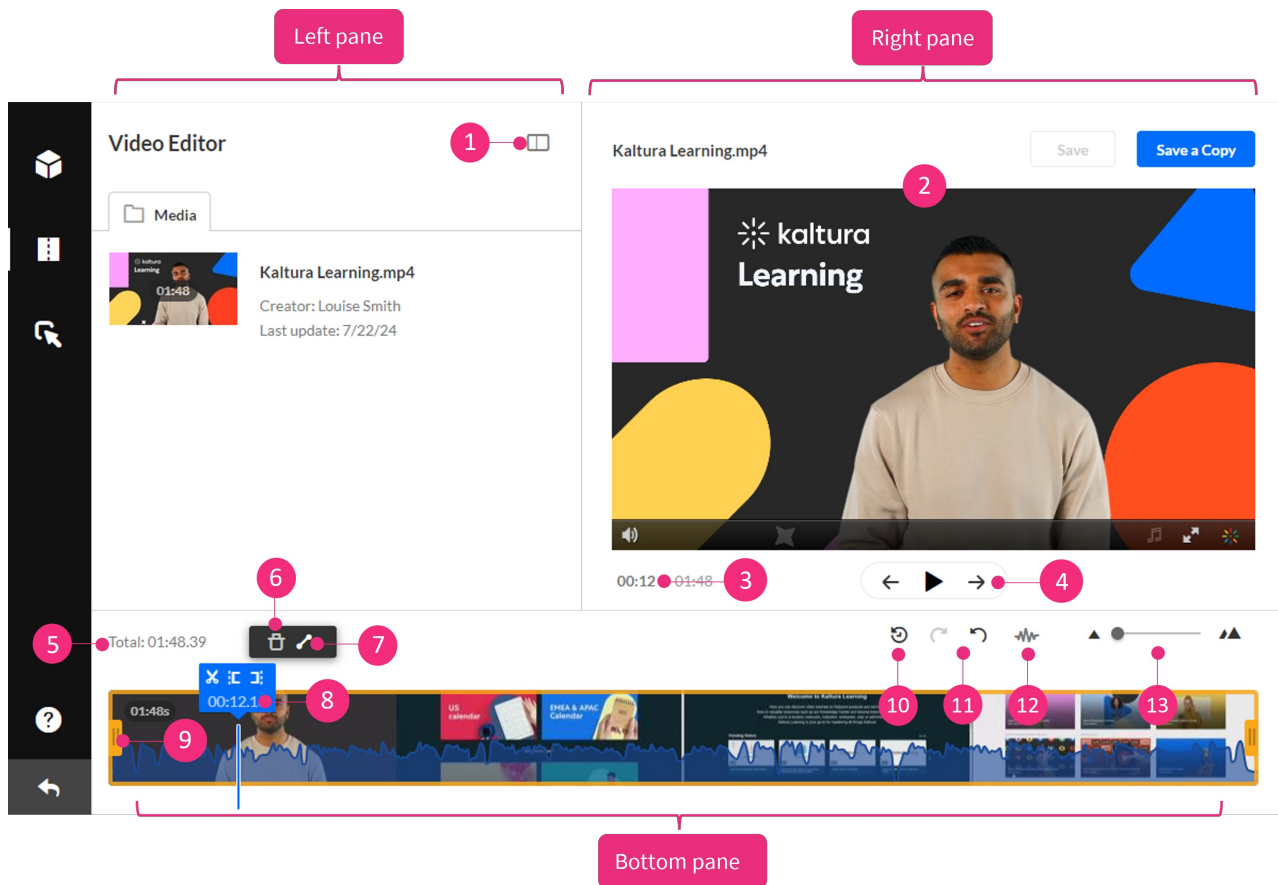 Left pane
Right pane
Video Editor
1
Kaltura Learning.mp4
Save
Save a Copy
2
Media
kaltura
Learning
kaltura
Learning
01:48
Kaltura Learning.mp4
Creator: Louise Smith
Last update: 7/22/24
00:12
01:48
3
4
6
5
Total: 01:48.39
7
00:12.1
8
10
11
12
13
01:48s
9
US
calendar
EMEA & APAC
Calendar
Welcome to Kaltura Learning
Trending Videos
Bottom pane